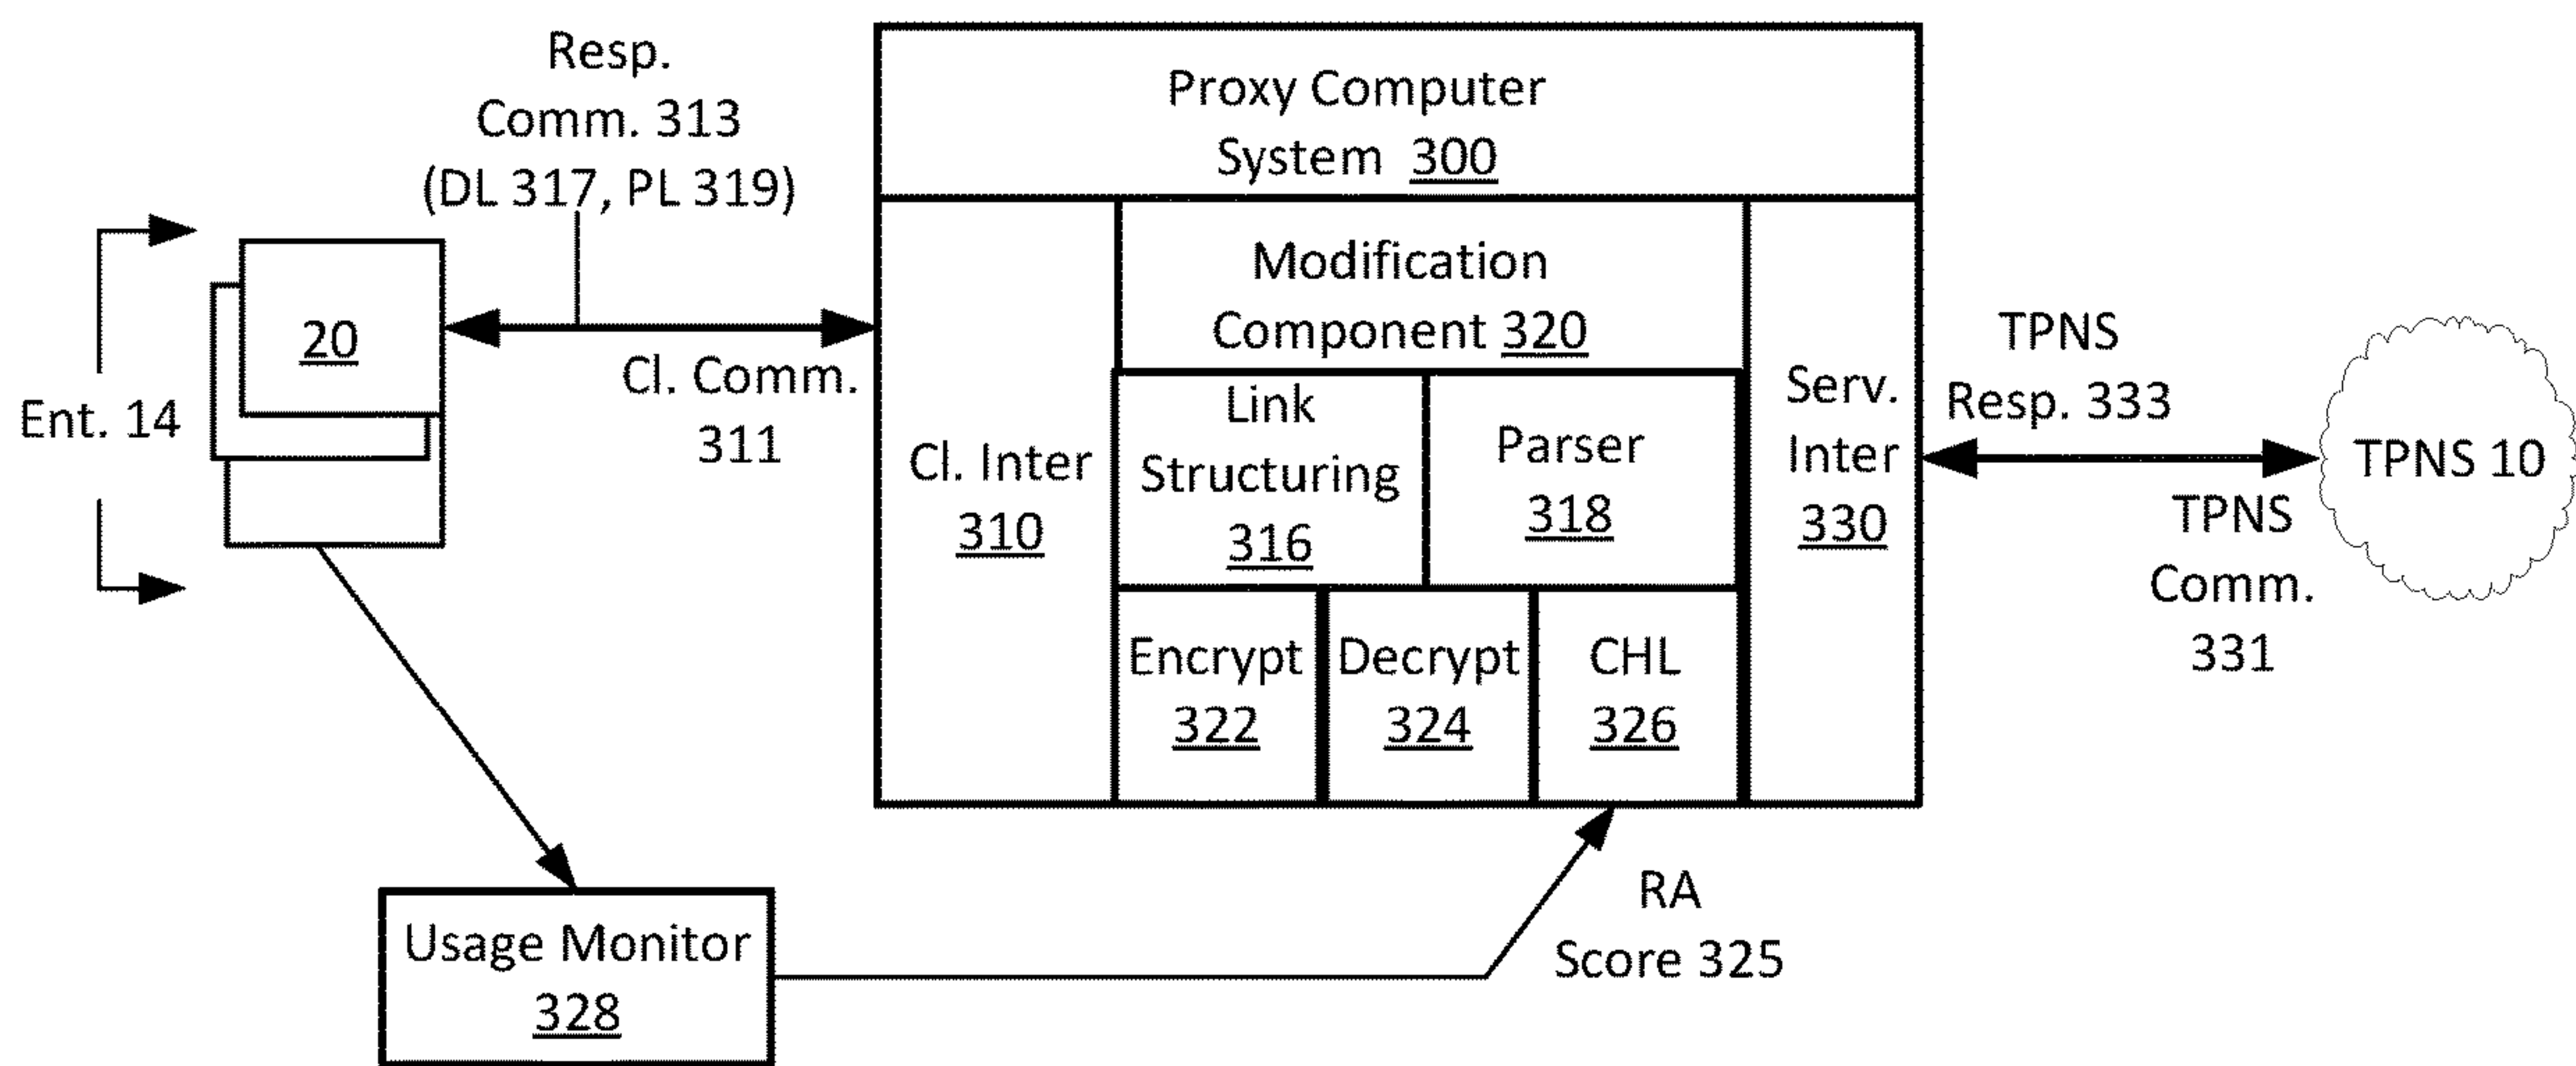 Resp.
Comm. 313
(DL 317, PL 319)
Ent. 14
20
Cl. Comm.
311
Proxy Computer
System 300
Cl. Inter
310
Modification
Component 320
Link
Structuring
316
Parser
318
Encrypt
322
Decrypt
324
CHL
326
Serv.
Inter
330
TPNS
Resp. 333
TPNS 10
TPNS
Comm.
331
Usage Monitor
328
RA
Score 325